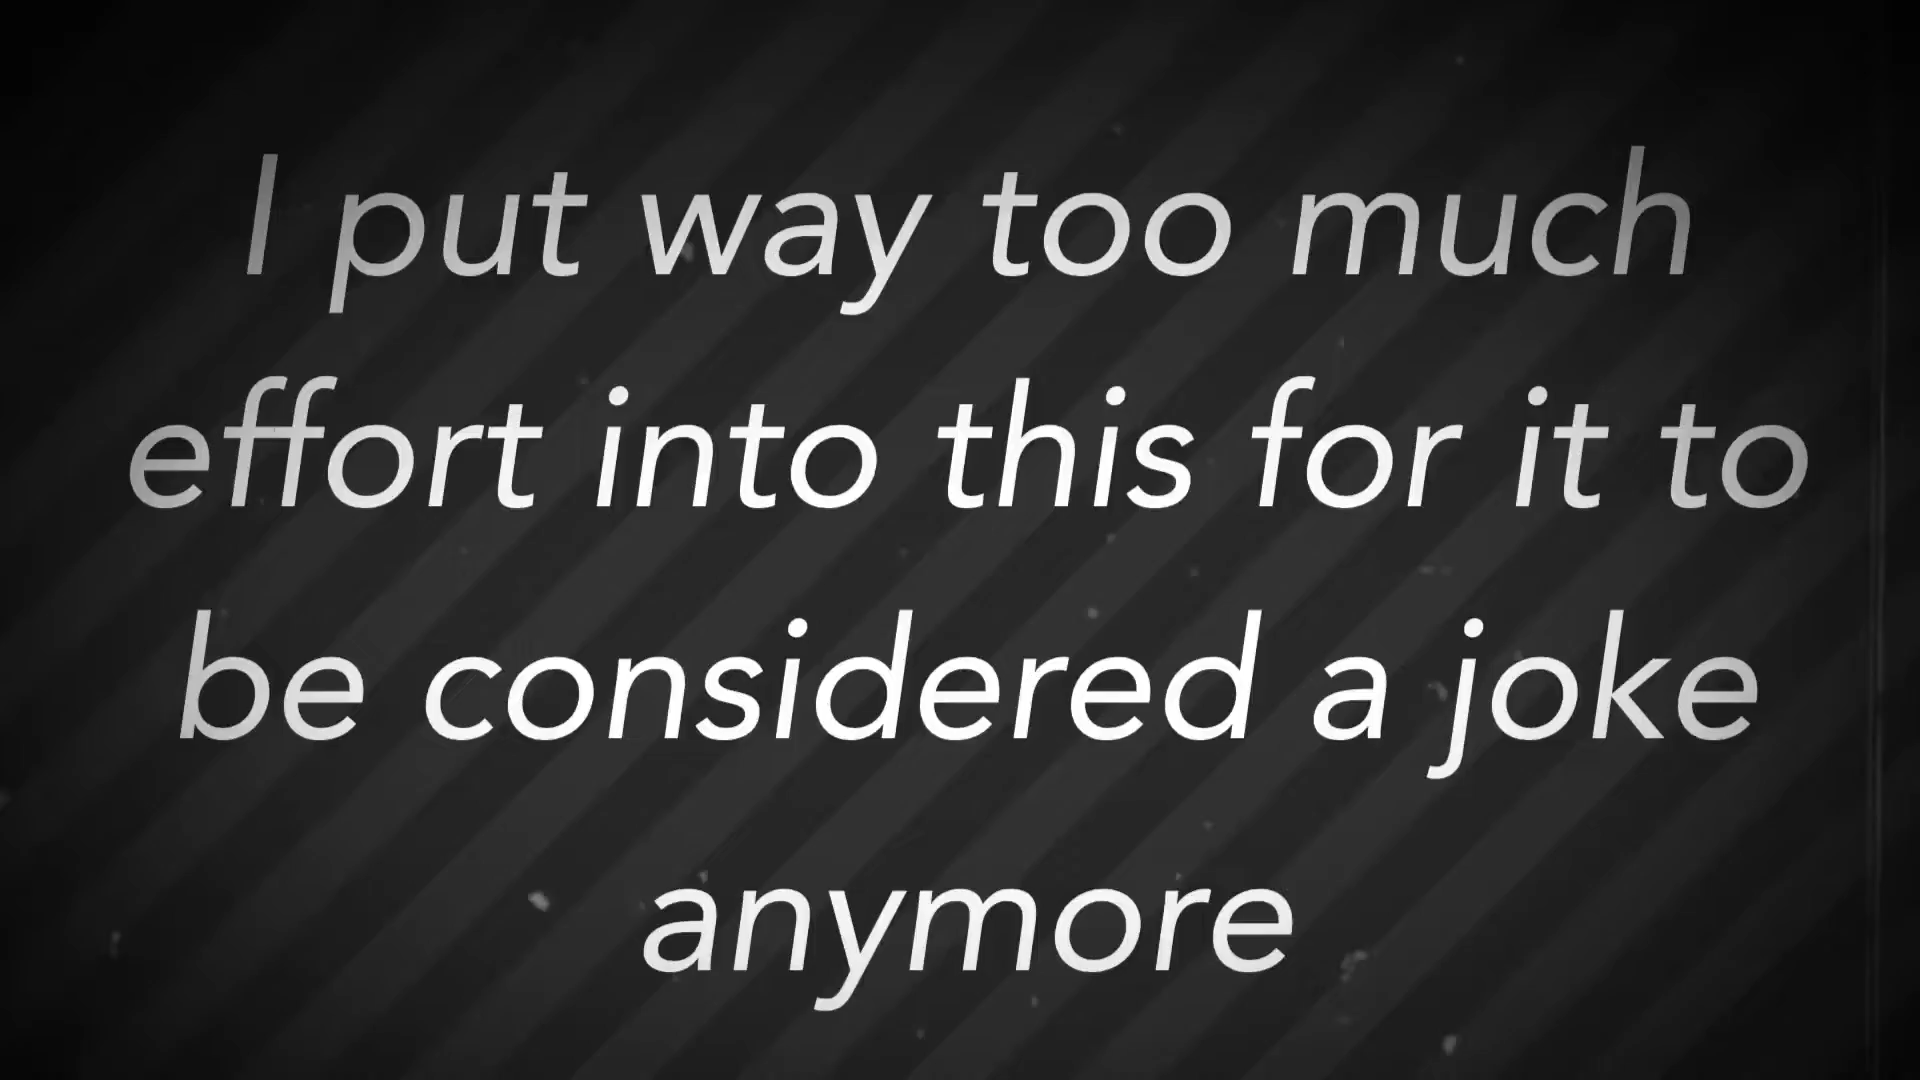 I put way too much
effort into this for it to
be considered a joke
anymore